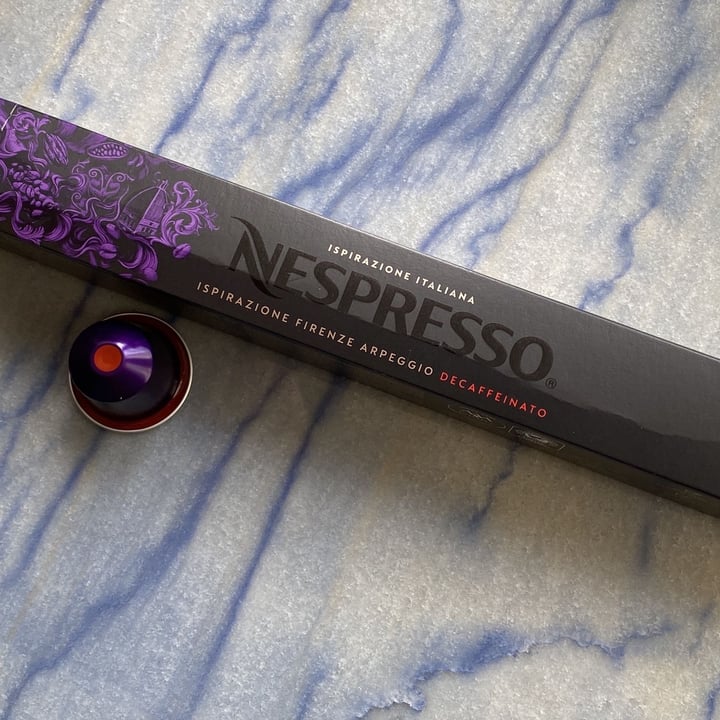 ISPIRAZIONE ITALIANA
NESPRESSO®
ISPIRAZIONE FIRENZE ARPEGGIO DECAFFEINATO